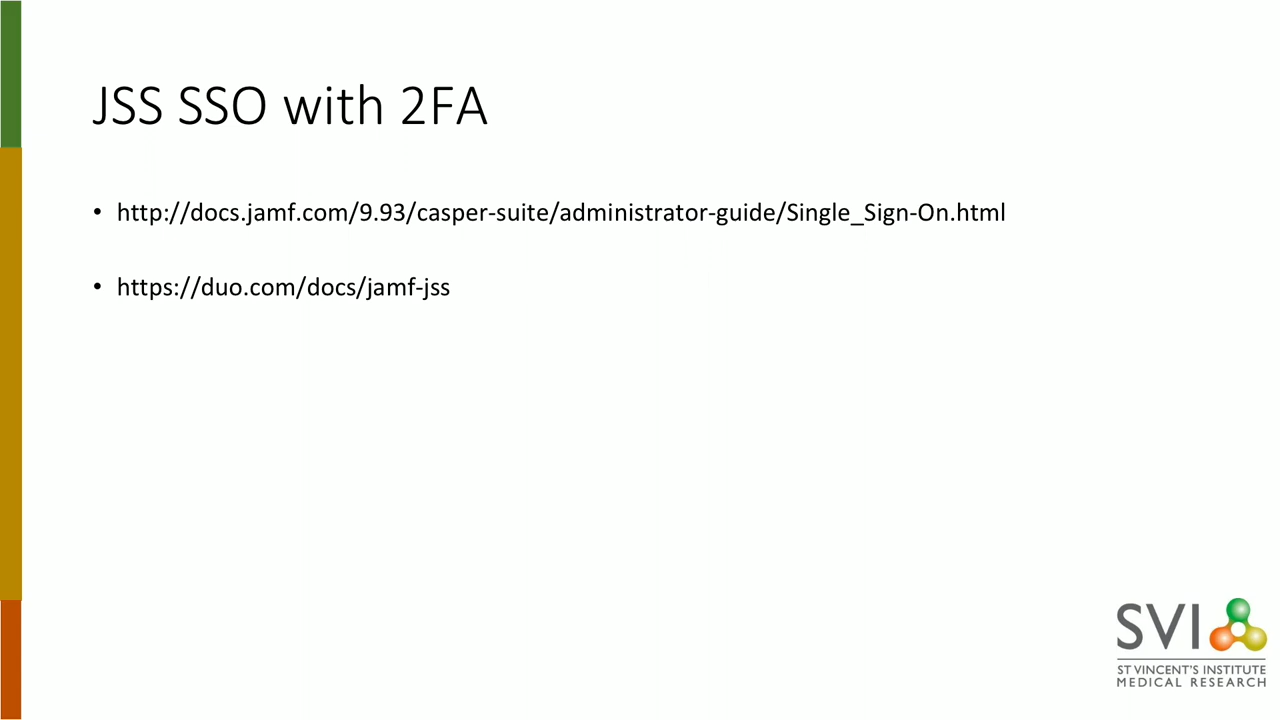 JSS SSO with 2FA
• http://docs.jamf.com/9.93/casper-suite/administrator-guide/Single_Sign-On.html
• https://duo.com/docs/jamf-jss
SVI
ST VINCENT'S INSTITUTE
MEDICAL RESEARCH